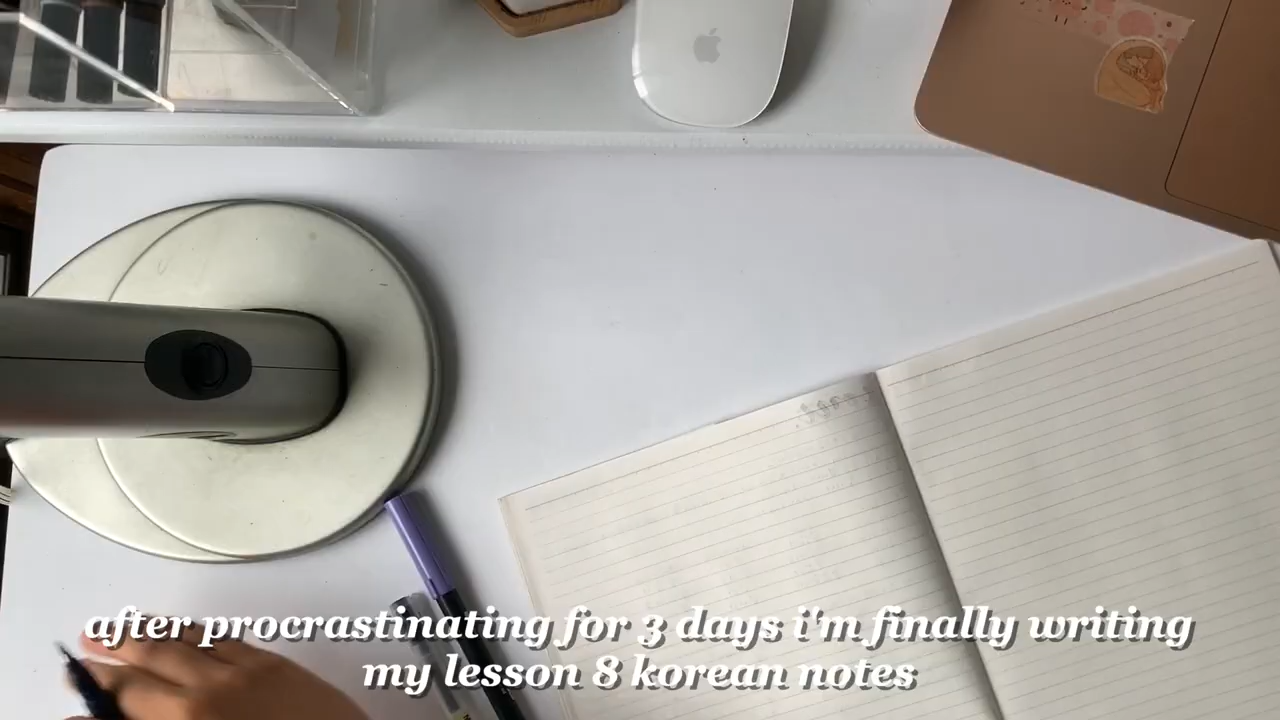 after procrastinating for 3 days i'm finally writing
my lesson 8 korean notes